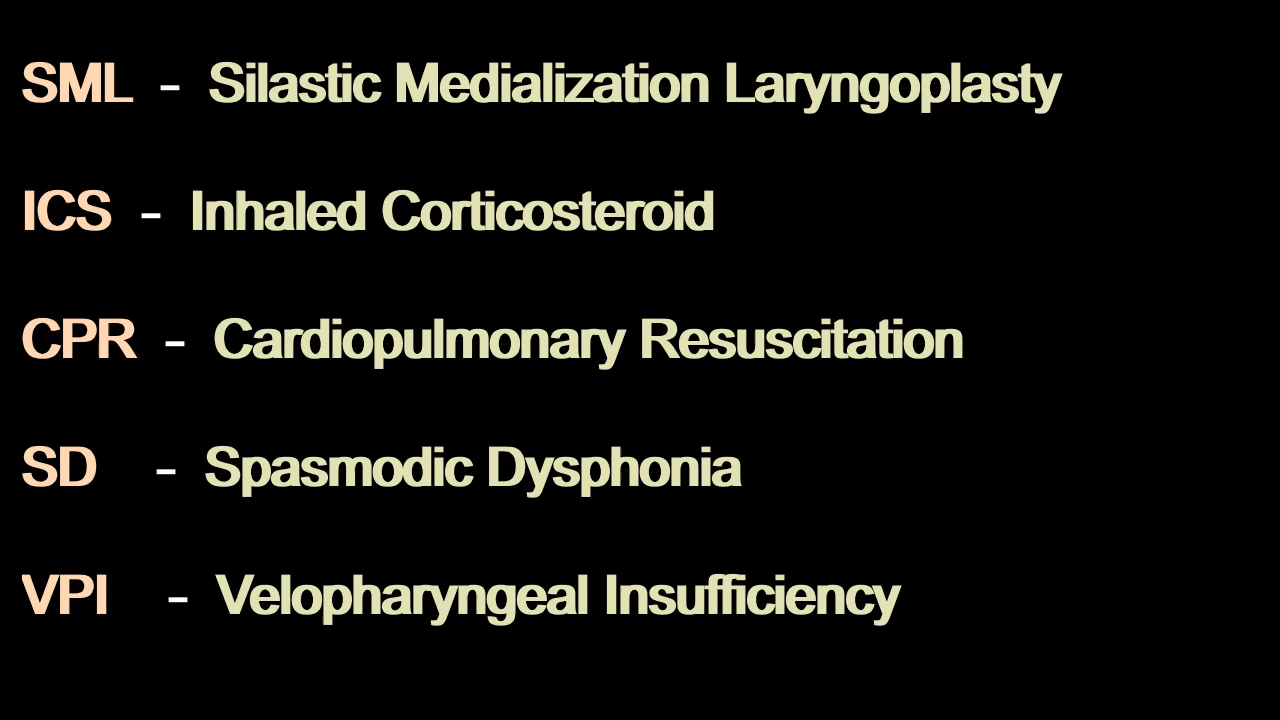 SML - Silastic Medialization Laryngoplasty
ICS - Inhaled Corticosteroid
CPR - Cardiopulmonary Resuscitation
SD - Spasmodic Dysphonia
VPI - Velopharyngeal Insufficiency